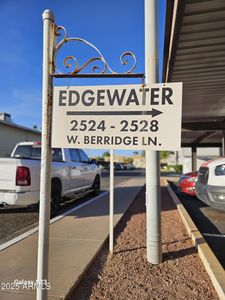 EDGEWATER
2524 - 2528
W. BERRIDGE LN.
2025 ARMLS